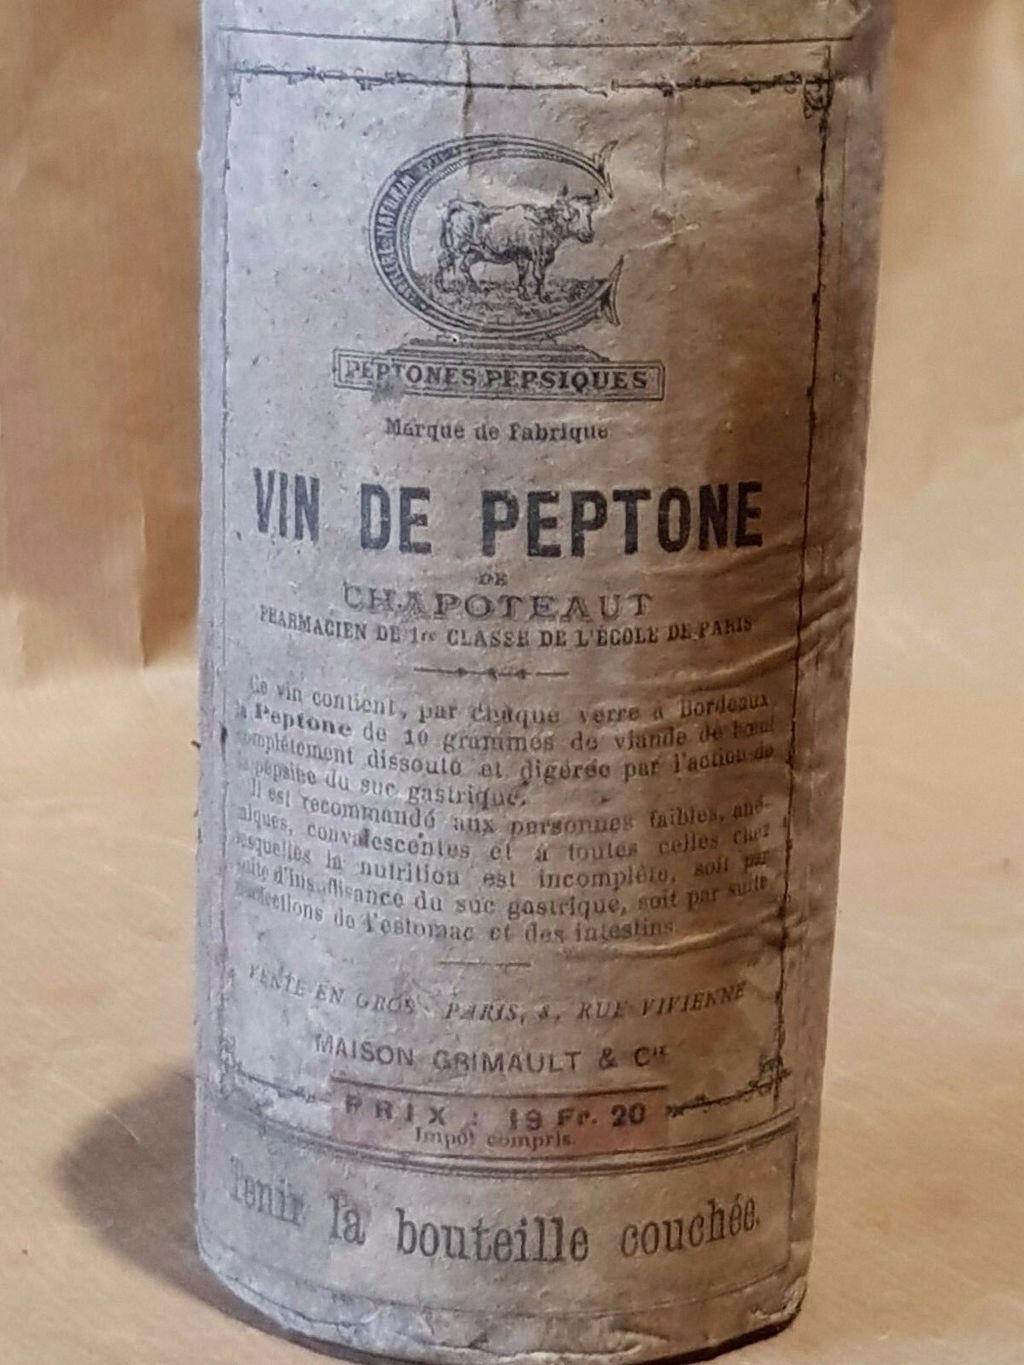 NATURAM
PEPTONES PEPSIQUES
Marque de Fabrique
VIN DE PEPTONE
DE
CHAPOTEAUT
PHARMACIEN DE 1re CLASSE DE L'ÉCOLE DE PARIS
Ce vin contient, par chaque verre à Bordeaux
la Peptone de 10 grammes de viande de bœuf
complétement dissoute et digérée par l'action de
la pepsine du suc gastrique.
Il est recommandé aux personnes faibles, ané-
miques, convalescentes et à toutes celles chez
lesquelles la nutrition est incomplète, soit par
suite d'insuffisance du suc gastrique, soit par suite
d'affections de l'estomac et des intestins.
VENTE EN GROS : PARIS, 8, RUE VIVIENNE
MAISON GRIMAULT & Cie
PRIX : 19 Fr. 20
Impôt compris.
Tenir la bouteille couchée.